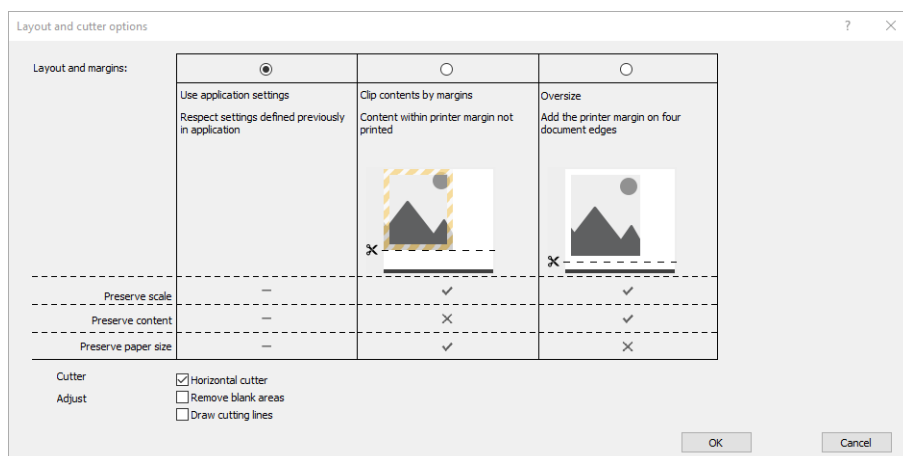 Layout and cutter options
Layout and margins:
Use application settings
Respect settings defined previously
in application
Clip contents by margins
Content within printer margin not
printed
Oversize
Add the printer margin on four
document edges
Preserve scale
Preserve content
Preserve paper size
Cutter
Horizontal cutter
Adjust
Remove blank areas
Draw cutting lines
OK
Cancel